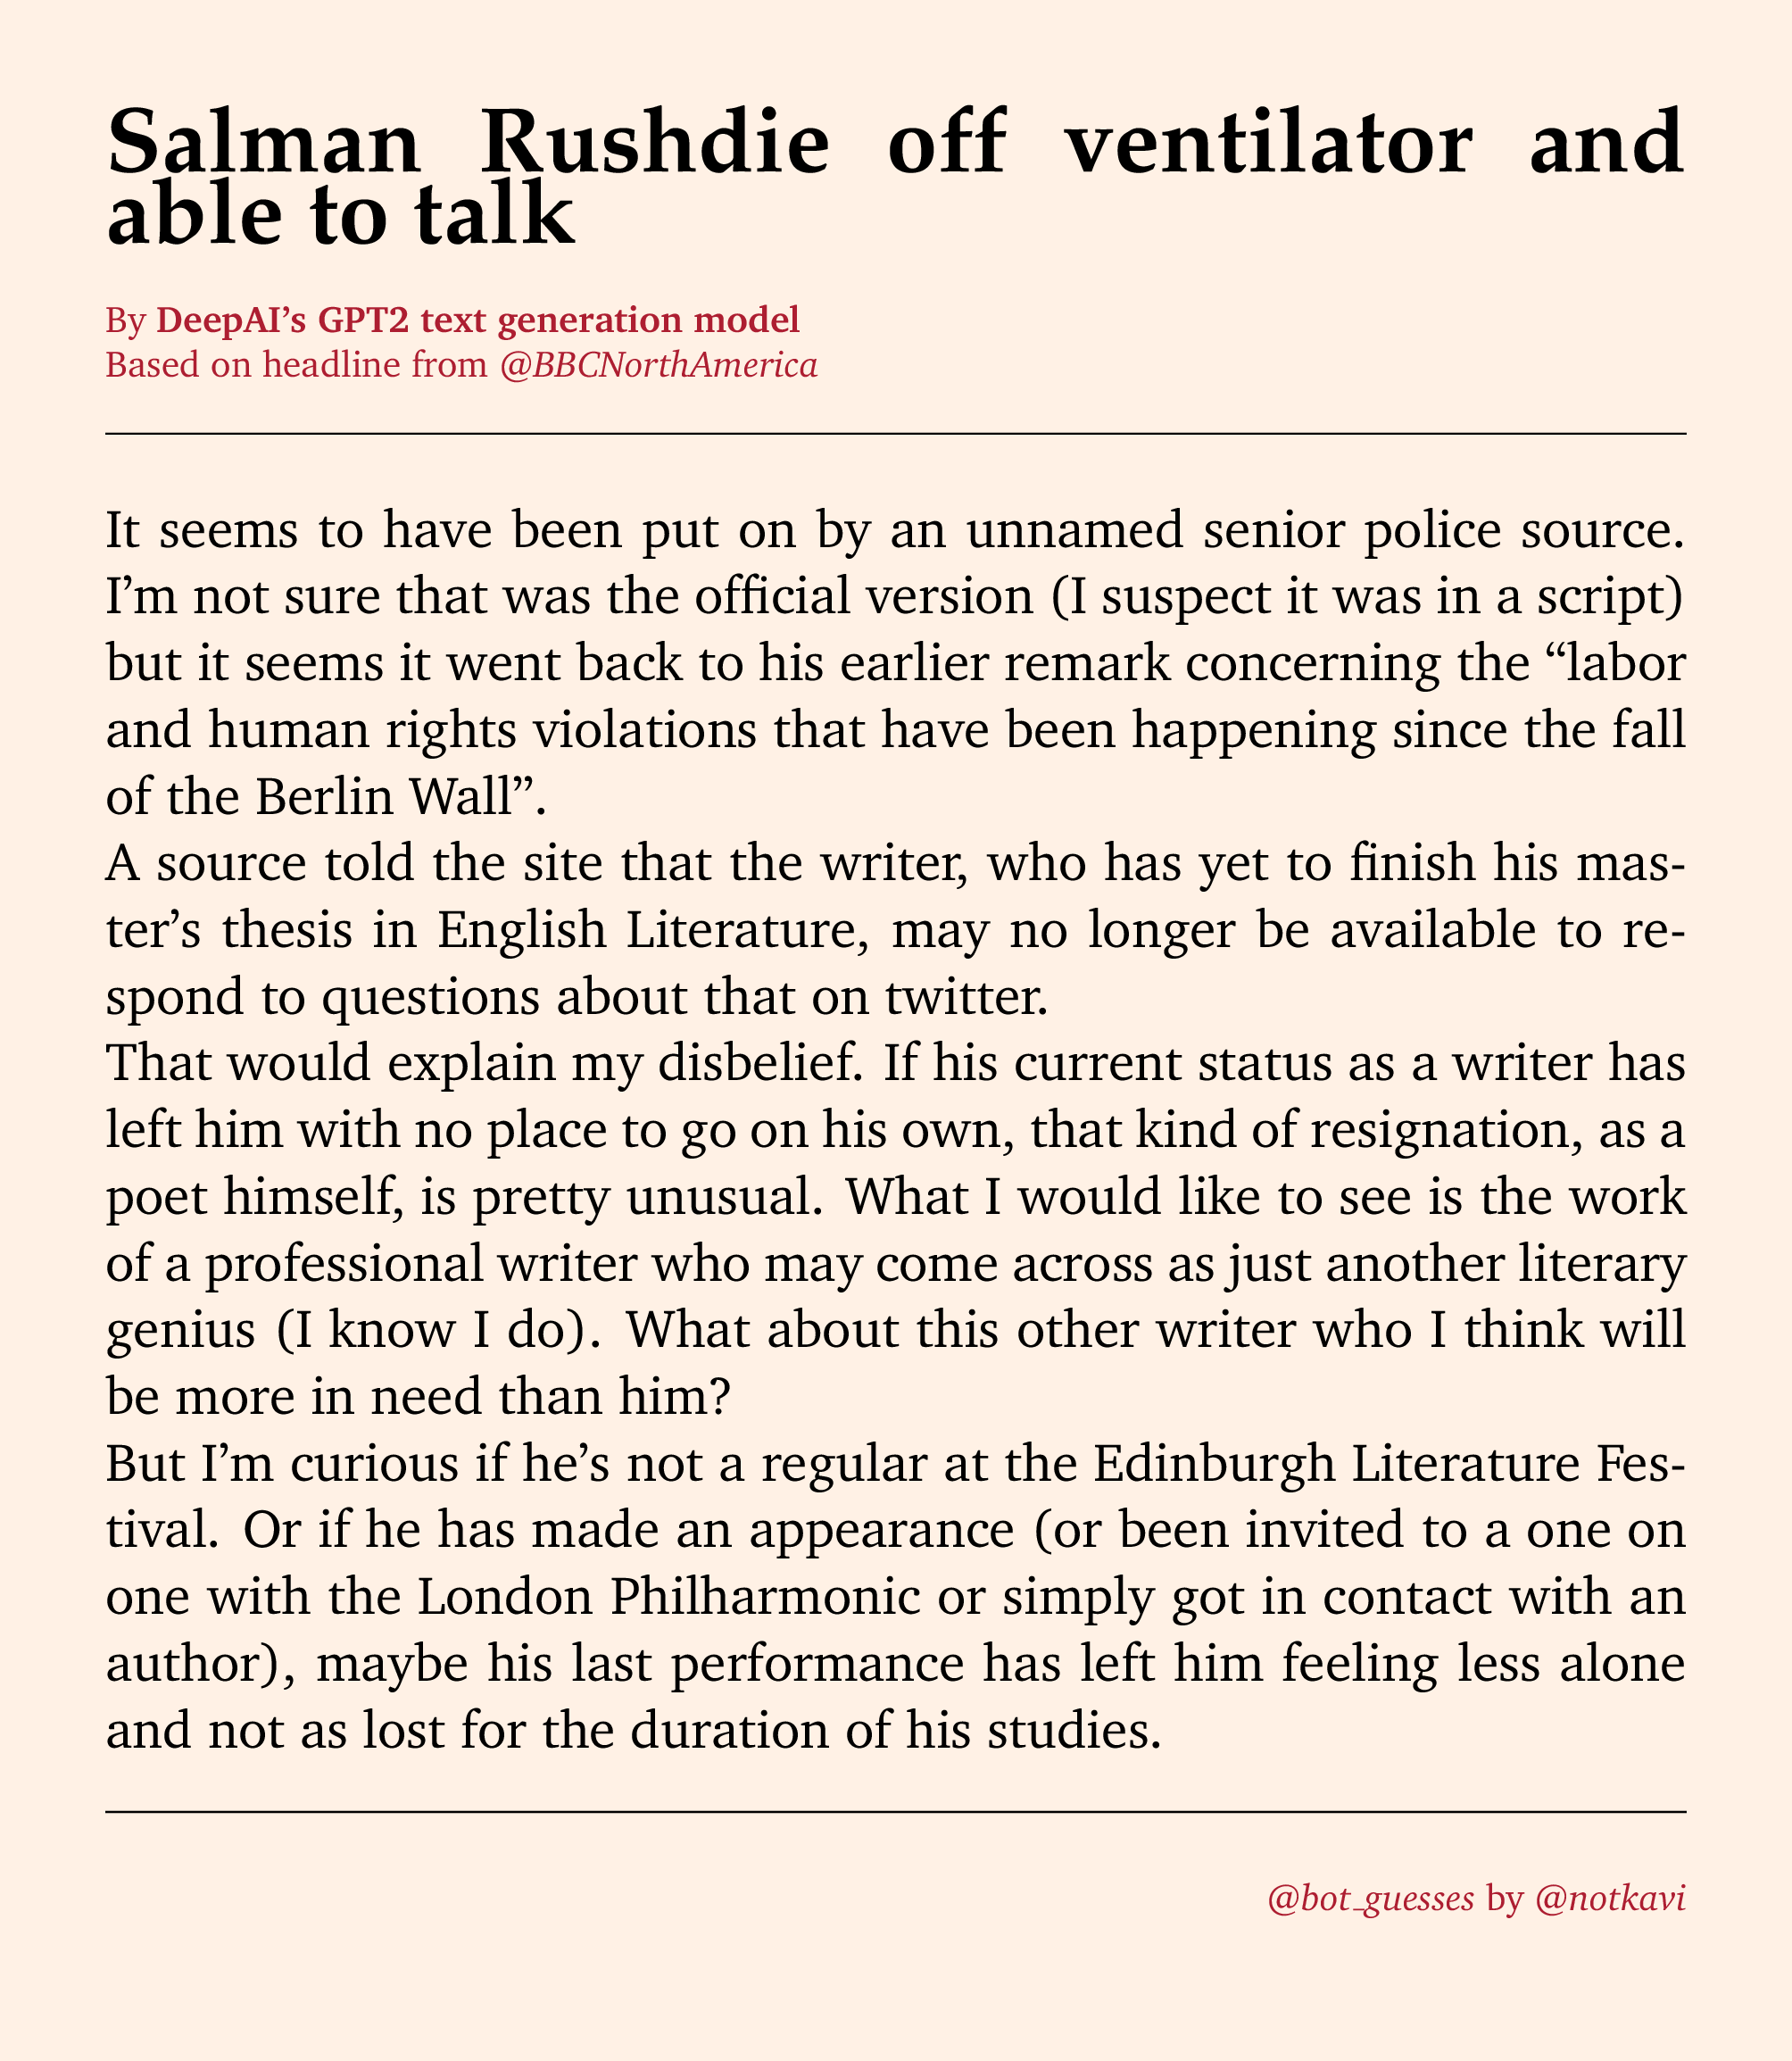 Salman Rushdie off ventilator and
able to talk
By DeepAI’s GPT2 text generation model
Based on headline from @BBCNorthAmerica
It seems to have been put on by an unnamed senior police source.
I’m not sure that was the official version (I suspect it was in a script)
but it seems it went back to his earlier remark concerning the “labor
and human rights violations that have been happening since the fall
of the Berlin Wall”.
A source told the site that the writer, who has yet to finish his mas-
ter’s thesis in English Literature, may no longer be available to re-
spond to questions about that on twitter.
That would explain my disbelief. If his current status as a writer has
left him with no place to go on his own, that kind of resignation, as a
poet himself, is pretty unusual. What I would like to see is the work
of a professional writer who may come across as just another literary
genius (I know I do). What about this other writer who I think will
be more in need than him?
But I’m curious if he’s not a regular at the Edinburgh Literature Fes-
tival. Or if he has made an appearance (or been invited to a one on
one with the London Philharmonic or simply got in contact with an
author), maybe his last performance has left him feeling less alone
and not as lost for the duration of his studies.
@bot_guesses by @notkavi